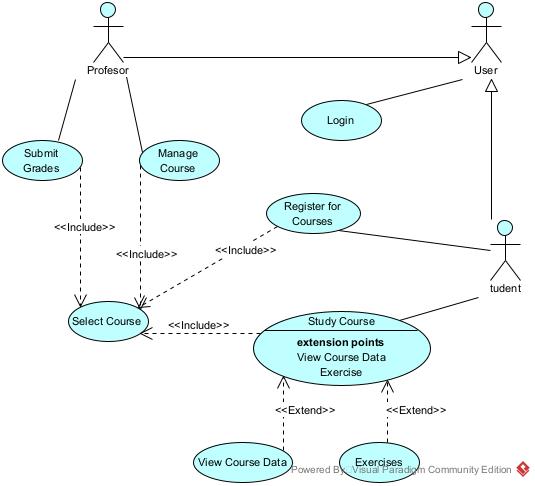 Profesor
User
Login
Submit
Grades
Manage
Course
Register for
Courses
<<Include>>
<<Include>>
<<Include>>
tudent
Select Course
<<Include>>
Study Course
extension points
View Course Data
Exercise
<<Extend>>
<<Extend>>
View Course Data
Exercises
Powered By: Visual Paradigm Community Edition